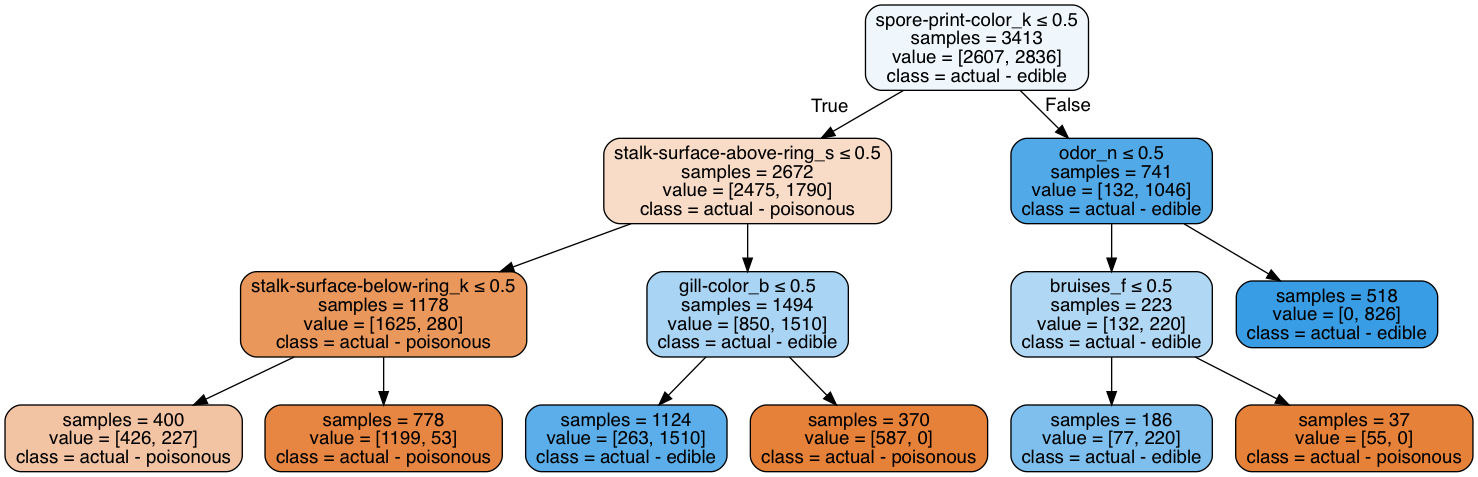 spore-print-color_k ≤ 0.5
samples = 3413
value = [2607, 2836]
class = actual - edible
True
False
stalk-surface-above-ring_s ≤ 0.5
samples = 2672
value = [2475, 1790]
class = actual - poisonous
odor_n ≤ 0.5
samples = 741
value = [132, 1046]
class = actual - edible
stalk-surface-below-ring_k ≤ 0.5
samples = 1178
value = [1625, 280]
class = actual - poisonous
gill-color_b ≤ 0.5
samples = 1494
value = [850, 1510]
class = actual - edible
bruises_f ≤ 0.5
samples = 223
value = [132, 220]
class = actual - edible
samples = 518
value = [0, 826]
class = actual - edible
samples = 400
value = [426, 227]
class = actual - poisonous
samples = 778
value = [1199, 53]
class = actual - poisonous
samples = 1124
value = [263, 1510]
class = actual - edible
samples = 370
value = [587, 0]
class = actual - poisonous
samples = 186
value = [77, 220]
class = actual - edible
samples = 37
value = [55, 0]
class = actual - poisonous